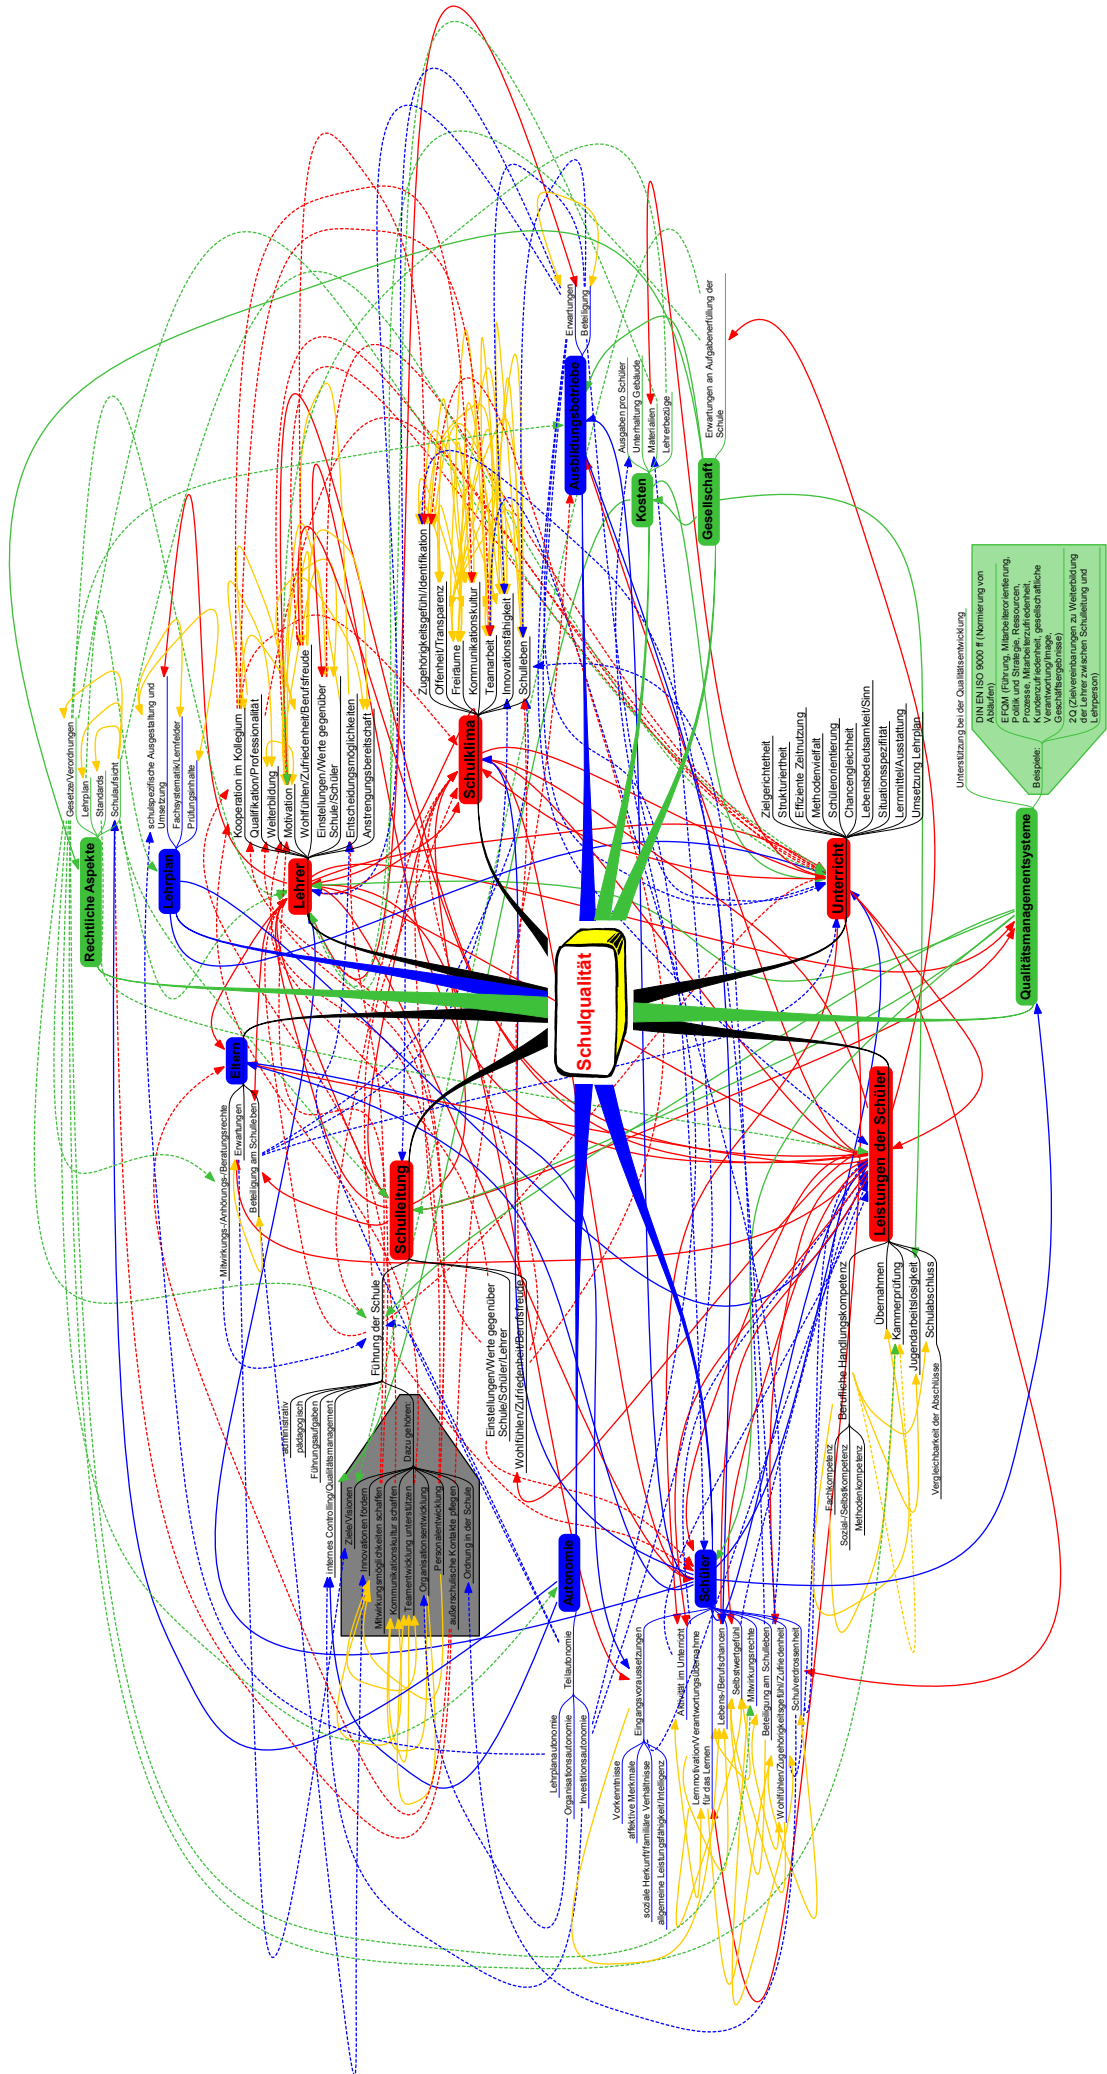 Schulqualität
Schulklima
Zugehörigkeitsgefühl/Identifikation
Offenheit/Transparenz
Freiräume
Kommunikationskultur
Teamarbeit
Innovationsfähigkeit
Schulleben
Ausbildungsbetriebe
Erwartungen
Beteiligung
Kosten
Ausgaben pro Schüler
Unterhaltung Gebäude
Materialien
Lehrerbezüge
Gesellschaft
Erwartungen an Aufgabenerfüllung der
Schule
Unterricht
Zielgerichtetheit
Strukturiertheit
Effiziente Zeitnutzung
Methodenvielfalt
Schülerorientierung
Chancengleichheit
Lebensbedeutsamkeit/Sinn
Situationsspezifität
Lernmittel/Ausstattung
Umsetzung Lehrplan
Qualitätsmanagementsysteme
Unterstützung bei der Qualitätsentwicklung
Beispiele:
DIN EN ISO 9000 ff (Normierung von
Abläufen)
EFQM (Führung, Mitarbeiterorientierung,
Politik und Strategie, Ressourcen,
Prozesse, Mitarbeiterzufriedenheit,
Kundenzufriedenheit, gesellschaftliche
Verantwortung/Image,
Geschäftsergebnisse)
2Q (Zielvereinbarungen zu Weiterbildung
der Lehrer zwischen Schulleitung und
Lehrperson)
Leistungen der Schüler
Berufliche Handlungskompetenz
Fachkompetenz
Sozial-/Selbstkompetenz
Methodenkompetenz
Übernahmen
Kammerprüfung
Jugendarbeitslosigkeit
Schulabschluss
Vergleichbarkeit der Abschlüsse
Schüler
Eingangsvoraussetzungen
Vorkenntnisse
affektive Merkmale
soziale Herkunft/familiäre Verhältnisse
allgemeine Leistungsfähigkeit/Intelligenz
Aktivität im Unterricht
Lernmotivation/Verantwortungsübernahme
für das Lernen
Lebens-/Berufschancen
Selbstwertgefühl
Mitwirkungsrechte
Beteiligung am Schulleben
Wohlfühlen/Zugehörigkeitsgefühl/Zufriedenheit
Schulverdrossenheit
Autonomie
Teilautonomie
Lehrplanautonomie
Organisationsautonomie
Investitionsautonomie
Schulleitung
Führung der Schule
administrativ
pädagogisch
Führungsaufgaben
internes Controlling/Qualitätsmanagement
Dazu gehören:
Ziele/Visionen
Innovationen fördern
Mitwirkungsmöglichkeiten schaffen
Kommunikationskultur schaffen
Teamentwicklung unterstützen
Organisationsentwicklung
Personalentwicklung
außerschulische Kontakte pflegen
Ordnung in der Schule
Einstellungen/Werte gegenüber
Schule/Schüler/Lehrer
Wohlfühlen/Zufriedenheit/Berufsfreude
Eltern
Mitwirkungs-/Anhörungs-/Beratungsrechte
Erwartungen
Beteiligung am Schulleben
Rechtliche Aspekte
Gesetze/Verordnungen
Lehrplan
Standards
Schulaufsicht
Lehrplan
schulspezifische Ausgestaltung und
Umsetzung
Fachsystematik/Lernfelder
Prüfungsinhalte
Lehrer
Kooperation im Kollegium
Qualifikation/Professionalität
Weiterbildung
Motivation
Wohlfühlen/Zufriedenheit/Berufsfreude
Einstellungen/Werte gegenüber
Schule/Schüler
Entscheidungsmöglichkeiten
Anstrengungsbereitschaft